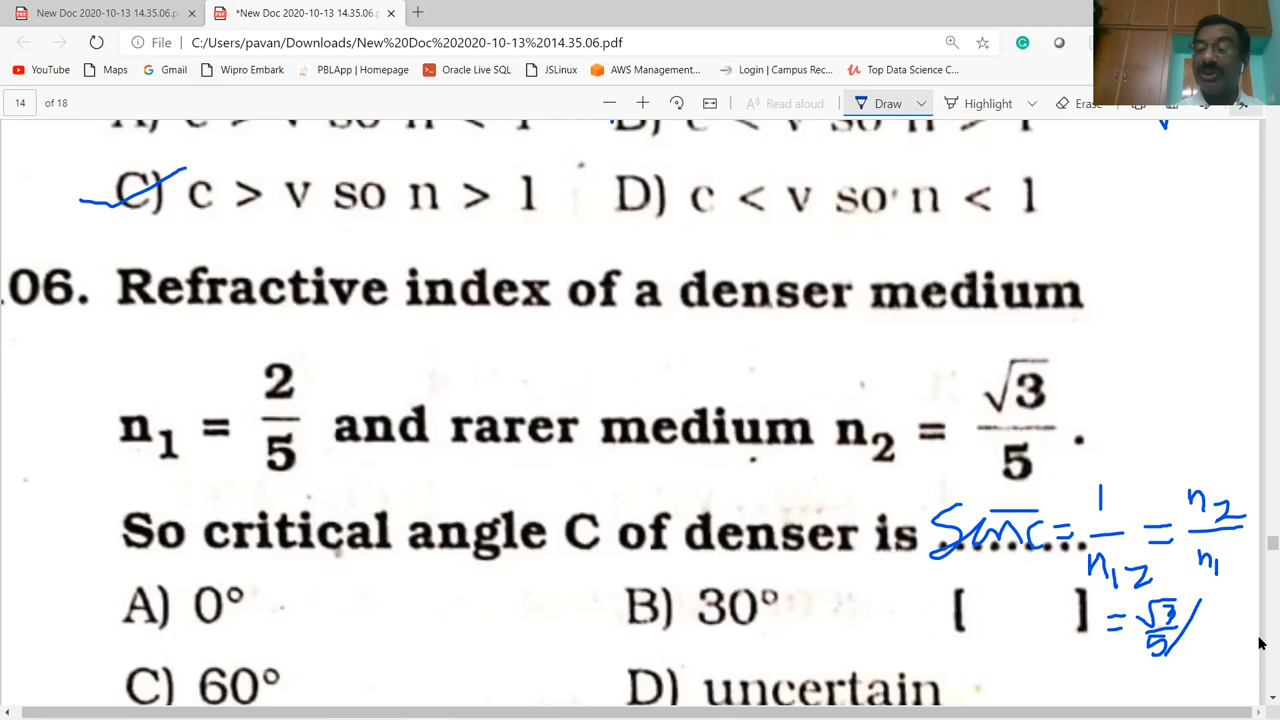 New Doc 2020-10-13 14.35.06.p
*New Doc 2020-10-13 14.35.06.p
File C:/Users/pavan/Downloads/New%20Doc%202020-10-13%2014.35.06.pdf
YouTube Maps Gmail Wipro Embark PBLApp | Homepage Oracle Live SQL JSLinux AWS Management... Login | Campus Rec... Top Data Science C...
14 of 18 Read aloud Draw Highlight Erase
A) c > v so n < 1 B) c < v so n > 1
C) c > v so n > 1 D) c < v so n < 1
.06. Refractive index of a denser medium
n₁ = 2/5 and rarer medium n₂ = √3/5 .
So critical angle C of denser is ..........
Sin c = 1/n₁₂ = n₂/n₁
A) 0° B) 30° [ ]
= √3/5 /
C) 60° D) uncertain